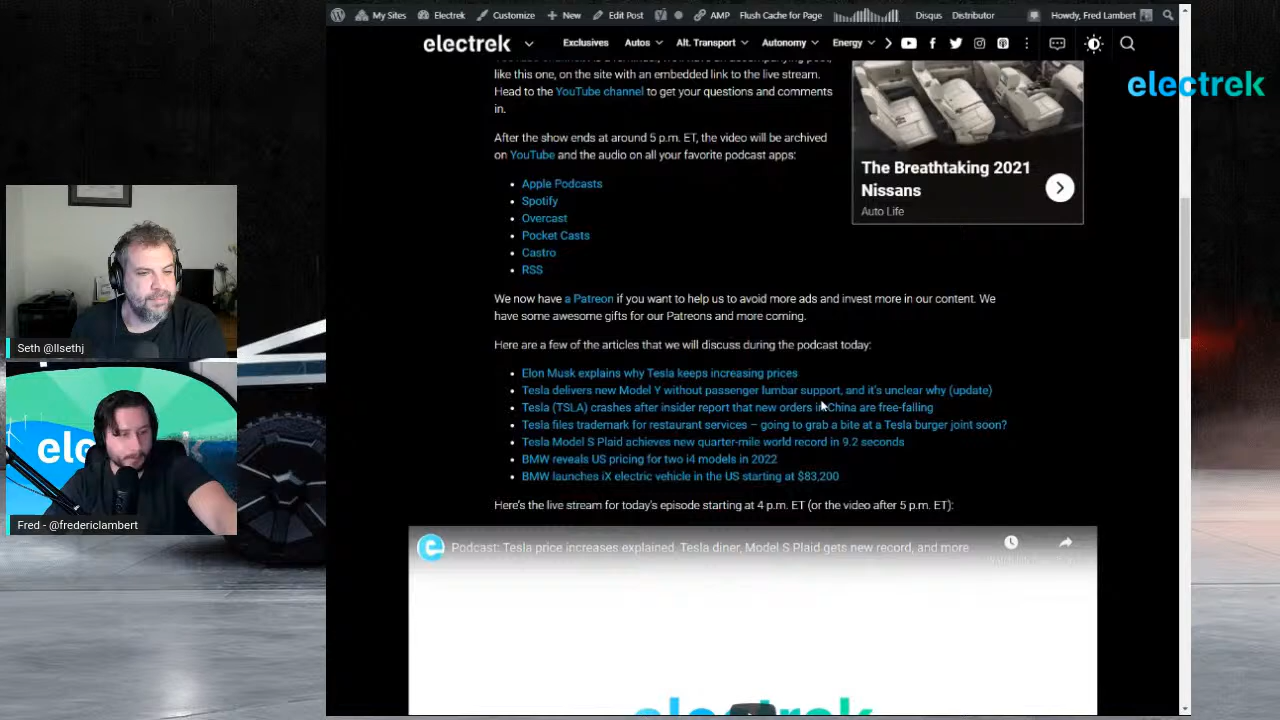 My Sites Electrek Customize New Edit Post AMP Flush Cache for Page Disqus Distributor Howdy, Fred Lambert
electrek Exclusives Autos Alt. Transport Autonomy Energy
electrek
like this one, on the site with an embedded link to the live stream.
Head to the YouTube channel to get your questions and comments
in.
After the show ends at around 5 p.m. ET, the video will be archived
on YouTube and the audio on all your favorite podcast apps:
The Breathtaking 2021
Nissans
Auto Life
Apple Podcasts
Spotify
Overcast
Pocket Casts
Castro
RSS
We now have a Patreon if you want to help us to avoid more ads and invest more in our content. We
have some awesome gifts for our Patreons and more coming.
Here are a few of the articles that we will discuss during the podcast today:
Elon Musk explains why Tesla keeps increasing prices
Tesla delivers new Model Y without passenger lumbar support, and it's unclear why (update)
Tesla (TSLA) crashes after insider report that new orders in China are free-falling
Tesla files trademark for restaurant services – going to grab a bite at a Tesla burger joint soon?
Tesla Model S Plaid achieves new quarter-mile world record in 9.2 seconds
BMW reveals US pricing for two i4 models in 2022
BMW launches iX electric vehicle in the US starting at $83,200
Here's the live stream for today's episode starting at 4 p.m. ET (or the video after 5 p.m. ET):
Podcast: Tesla price increases explained, Tesla diner, Model S Plaid gets new record, and more
electrek
Seth @llsethj
elec
Fred - @fredericlambert